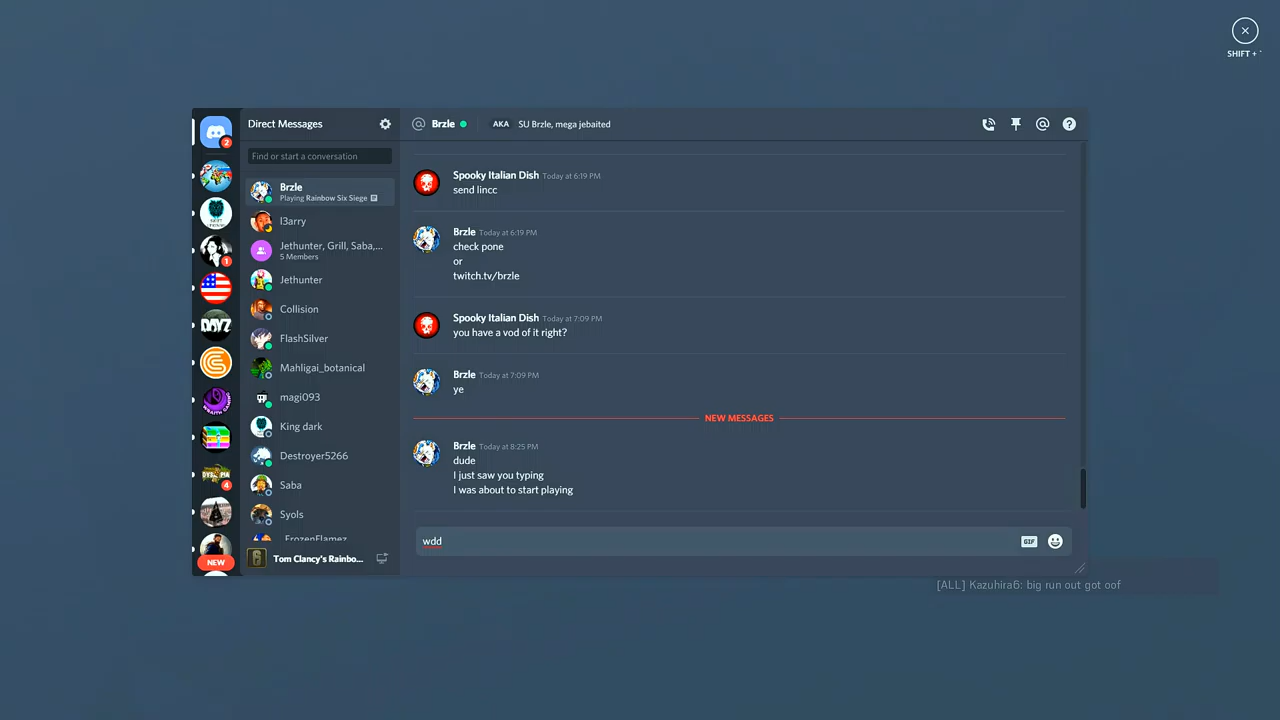 SHIFT + `
Direct Messages
Brzle
AKA SU Brzle, mega jebaited
2
Find or start a conversation
Brzle
Playing Rainbow Six Siege
l3arry
Jethunter, Grill, Saba,...
5 Members
1
Jethunter
Collision
DAYZ
FlashSilver
Mahligai_botanical
magi093
King dark
Destroyer5266
4
Saba
Syols
FrozenFlamez
NEW
Tom Clancy's Rainbo...
Spooky Italian Dish Today at 6:19 PM
send lincc
Brzle Today at 6:19 PM
check pone
or
twitch.tv/brzle
Spooky Italian Dish Today at 7:09 PM
you have a vod of it right?
Brzle Today at 7:09 PM
ye
NEW MESSAGES
Brzle Today at 8:25 PM
dude
I just saw you typing
I was about to start playing
wdd
GIF
[ALL] Kazuhira6: big run out got oof